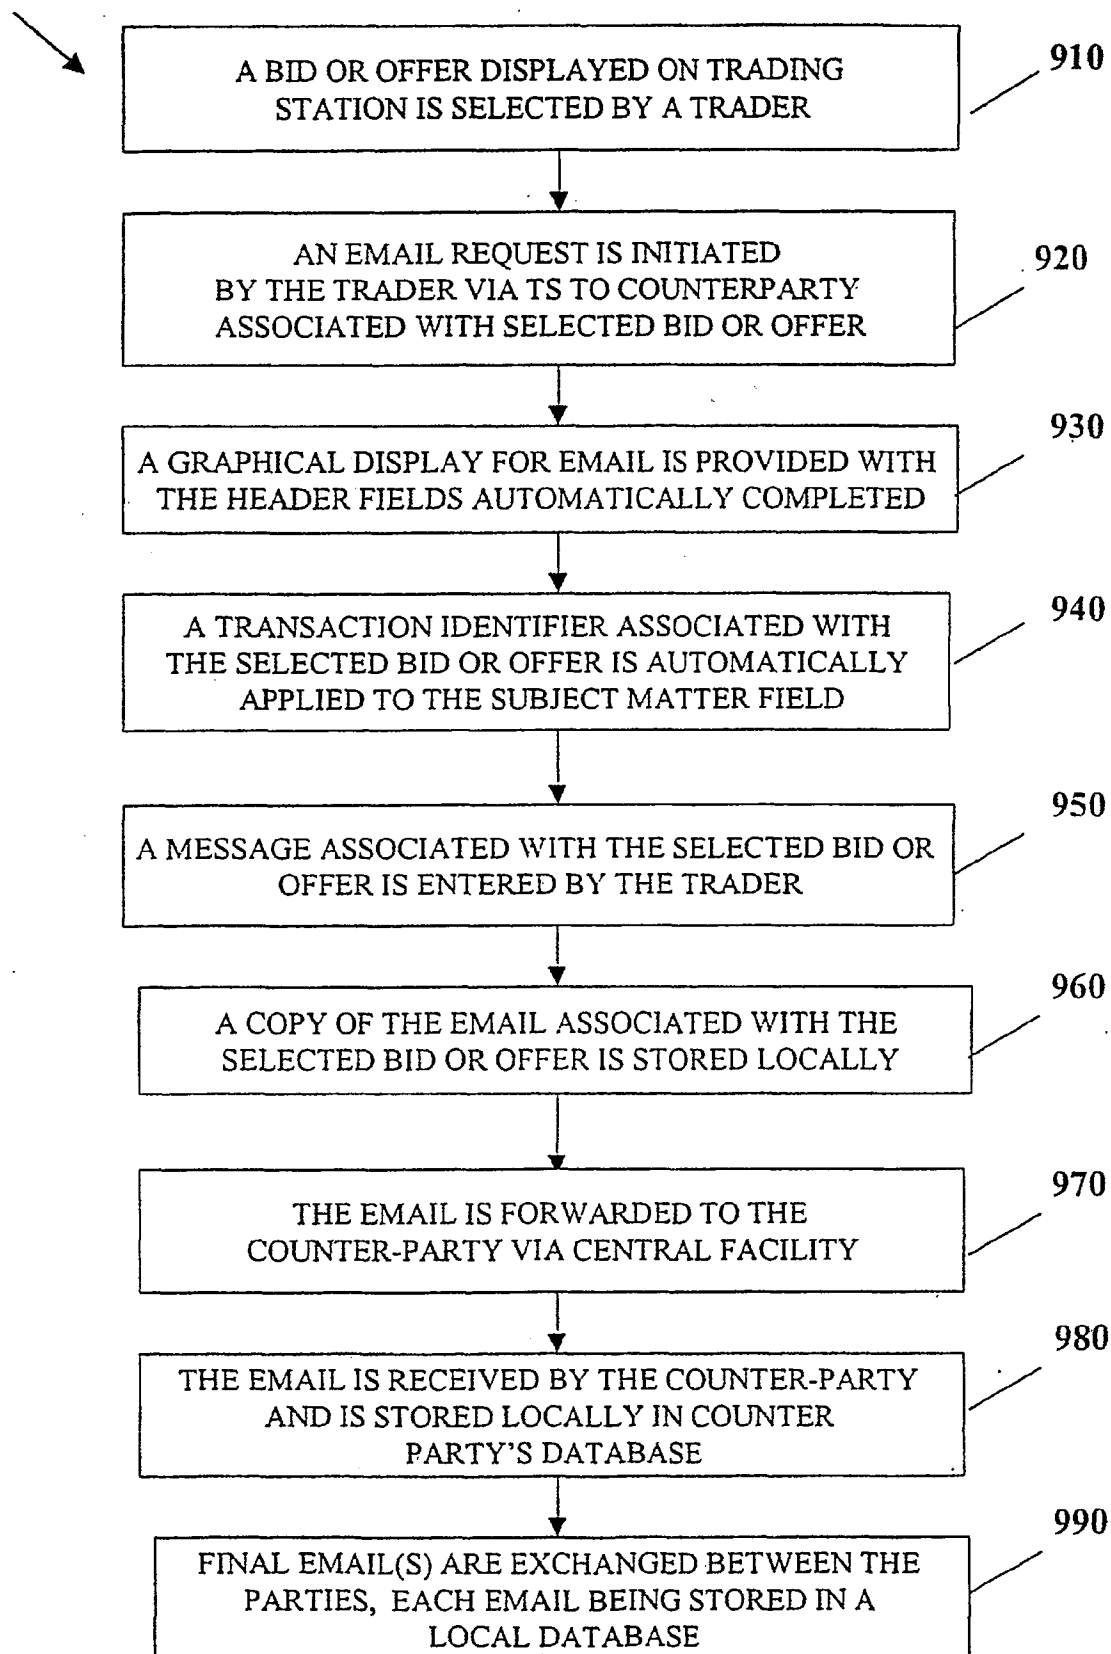 A BID OR OFFER DISPLAYED ON TRADING
STATION IS SELECTED BY A TRADER
910
AN EMAIL REQUEST IS INITIATED
BY THE TRADER VIA TS TO COUNTERPARTY
ASSOCIATED WITH SELECTED BID OR OFFER
920
A GRAPHICAL DISPLAY FOR EMAIL IS PROVIDED WITH
THE HEADER FIELDS AUTOMATICALLY COMPLETED
930
A TRANSACTION IDENTIFIER ASSOCIATED WITH
THE SELECTED BID OR OFFER IS AUTOMATICALLY
APPLIED TO THE SUBJECT MATTER FIELD
940
A MESSAGE ASSOCIATED WITH THE SELECTED BID OR
OFFER IS ENTERED BY THE TRADER
950
A COPY OF THE EMAIL ASSOCIATED WITH THE
SELECTED BID OR OFFER IS STORED LOCALLY
960
THE EMAIL IS FORWARDED TO THE
COUNTER-PARTY VIA CENTRAL FACILITY
970
THE EMAIL IS RECEIVED BY THE COUNTER-PARTY
AND IS STORED LOCALLY IN COUNTER
PARTY'S DATABASE
980
FINAL EMAIL(S) ARE EXCHANGED BETWEEN THE
PARTIES, EACH EMAIL BEING STORED IN A
LOCAL DATABASE
990